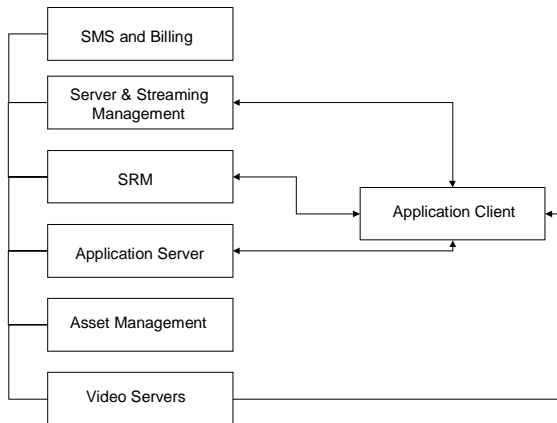 SMS and Billing
Server & Streaming
Management
SRM
Application Client
Application Server
Asset Management
Video Servers